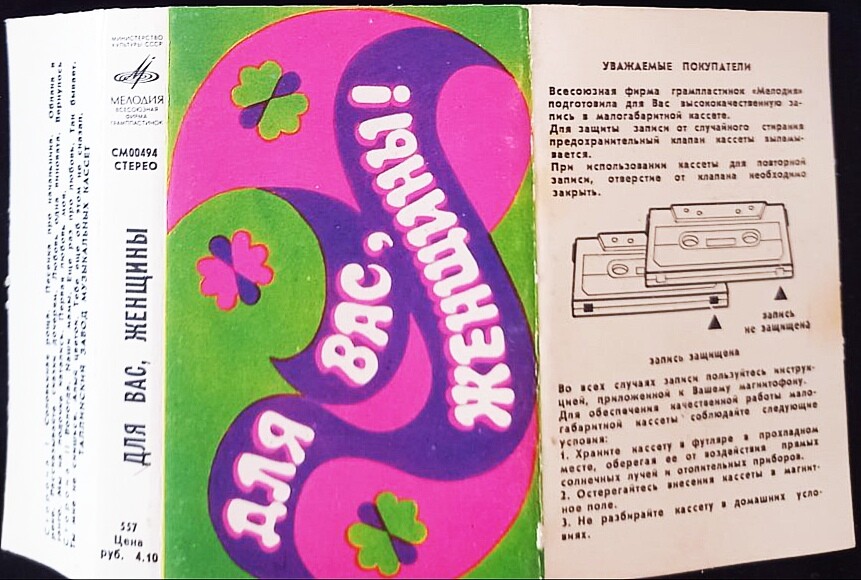 МИНИСТЕРСТВО
КУЛЬТУРЫ СССР
МЕЛОДИЯ
ВСЕСОЮЗНАЯ
ФИРМА
ГРАМПЛАСТИНОК
СМ00494
СТЕРЕО
ДЛЯ ВАС, ЖЕНЩИНЫ
557
Цена
руб. 4.10
ТАЛЛИНСКИЙ ЗАВОД МУЗЫКАЛЬНЫХ КАССЕТ
ДЛЯ
ВАС,
ЖЕНЩИНЫ!
УВАЖАЕМЫЕ ПОКУПАТЕЛИ
Всесоюзная фирма грампластинок «Мелодия»
подготовила для Вас высококачественную за-
пись в малогабаритной кассете.
Для защиты записи от случайного стирания
предохранительный клапан кассеты выламы-
вается.
При использовании кассеты для повторной
записи, отверстие от клапана необходимо
закрыть.
запись
не защищена
запись защищена
Во всех случаях записи пользуйтесь инструк-
цией, приложенной к Вашему магнитофону.
Для обеспечения качественной работы мало-
габаритной кассеты соблюдайте следующие
условия:
1. Храните кассету в футляре в прохладном
месте, оберегая ее от воздействия прямых
солнечных лучей и отопительных приборов.
2. Остерегайтесь внесения кассеты в магнит-
ное поле.
3. Не разбирайте кассету в домашних усло-
виях.